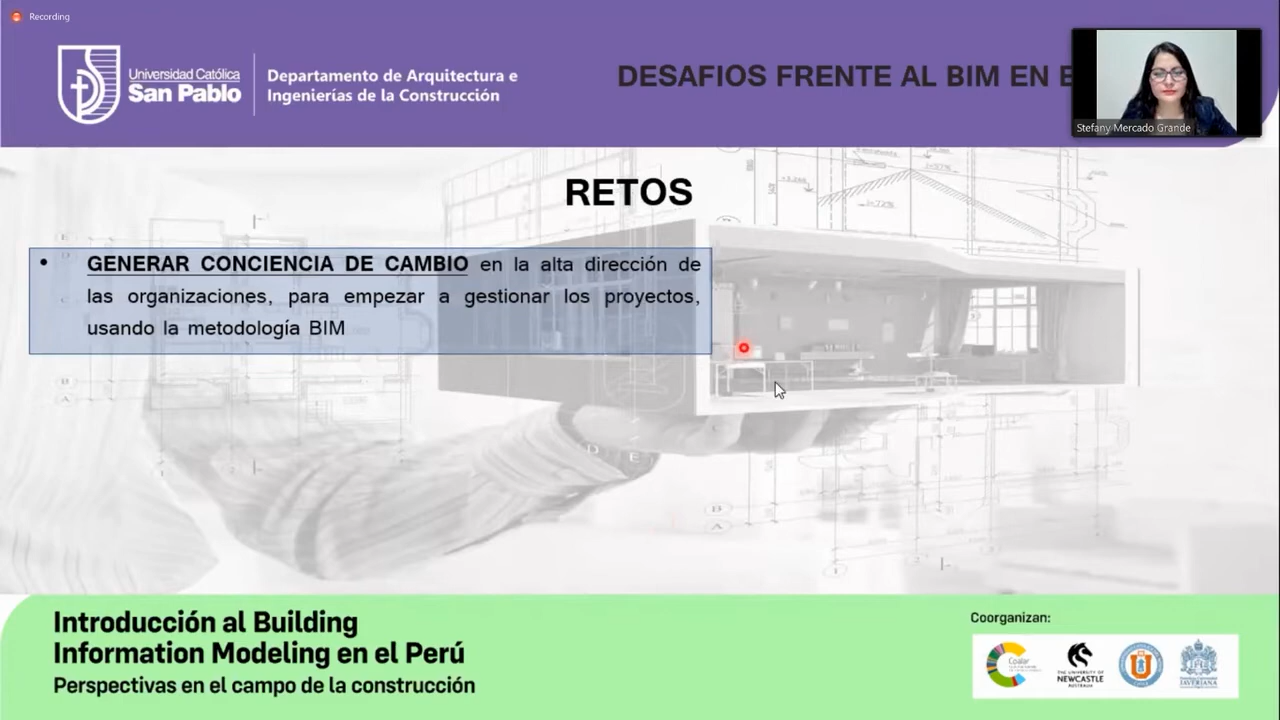 Recording
Universidad Católica
San Pablo
Departamento de Arquitectura e
Ingenierías de la Construcción
DESAFIOS FRENTE AL BIM EN E
Stefany Mercado Grande
RETOS
• GENERAR CONCIENCIA DE CAMBIO en la alta dirección de
las organizaciones, para empezar a gestionar los proyectos,
usando la metodología BIM
Introducción al Building
Information Modeling en el Perú
Perspectivas en el campo de la construcción
Coorganizan:
Coalar
THE UNIVERSITY OF
NEWCASTLE
AUSTRALIA
JAVERIANA